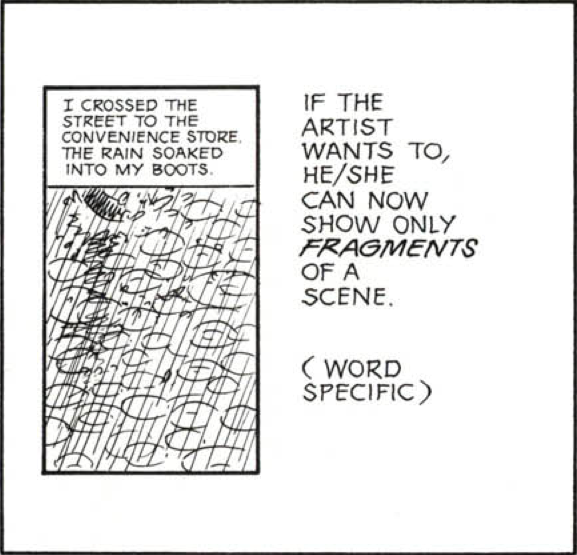 I CROSSED THE
STREET TO THE
CONVENIENCE STORE.
THE RAIN SOAKED
INTO MY BOOTS.
IF THE
ARTIST
WANTS TO,
HE/SHE
CAN NOW
SHOW ONLY
FRAGMENTS
OF A
SCENE.
(WORD
SPECIFIC)